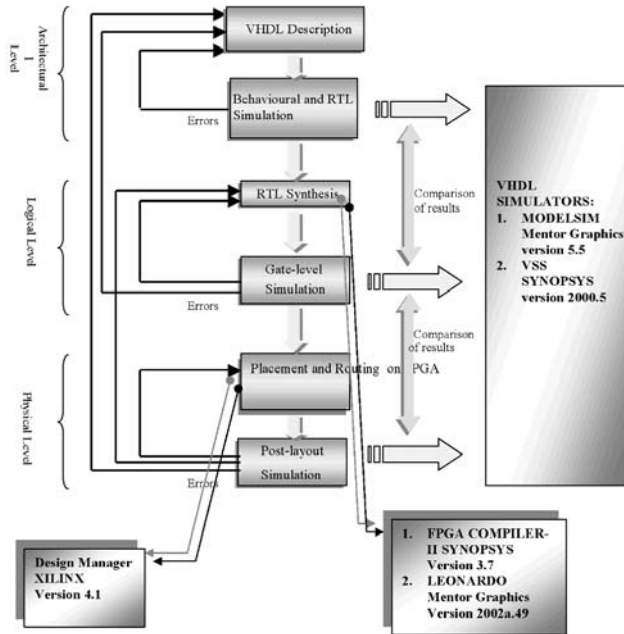 Architectural
I
Level
VHDL Description
Behavioural and RTL
Simulation
Errors
Logical Level
RTL Synthesis
Gate-level
Simulation
Errors
Comparison
of results
Comparison
of results
Physical Level
Placement and Routing on PGA
Post-layout
Simulation
Errors
VHDL
SIMULATORS:
1. MODELSIM
Mentor Graphics
version 5.5
2. VSS
SYNOPSYS
version 2000.5
Design Manager
XILINX
Version 4.1
1. FPGA COMPILER-
II SYNOPSYS
Version 3.7
2. LEONARDO
Mentor Graphics
Version 2002a.49